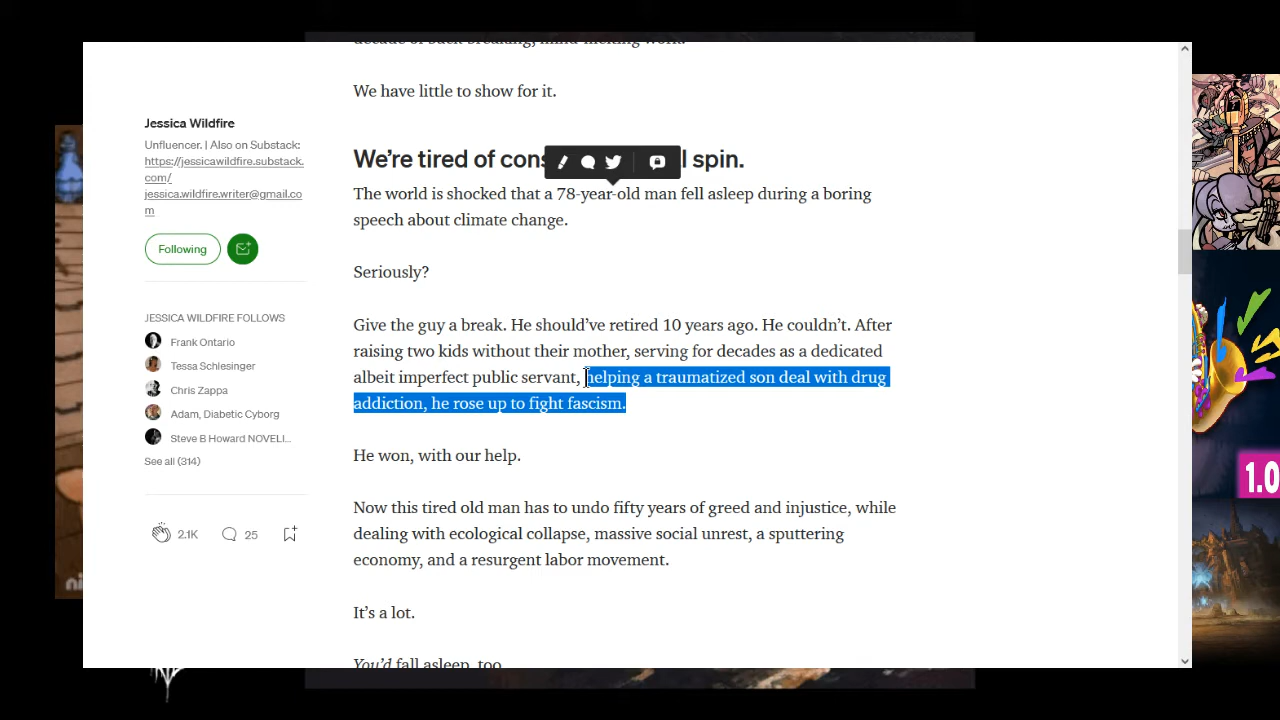 We have little to show for it.
Jessica Wildfire
Unfluencer. | Also on Substack:
https://jessicawildfire.substack.
com/
jessica.wildfire.writer@gmail.co
m
Following
JESSICA WILDFIRE FOLLOWS
Frank Ontario
Tessa Schlesinger
Chris Zappa
Adam, Diabetic Cyborg
Steve B Howard NOVELI...
See all (314)
2.1K
25
We're tired of cons l spin.
The world is shocked that a 78-year-old man fell asleep during a boring
speech about climate change.
Seriously?
Give the guy a break. He should've retired 10 years ago. He couldn't. After
raising two kids without their mother, serving for decades as a dedicated
albeit imperfect public servant, helping a traumatized son deal with drug
addiction, he rose up to fight fascism.
He won, with our help.
Now this tired old man has to undo fifty years of greed and injustice, while
dealing with ecological collapse, massive social unrest, a sputtering
economy, and a resurgent labor movement.
It's a lot.
You'd fall asleep, too
1.0